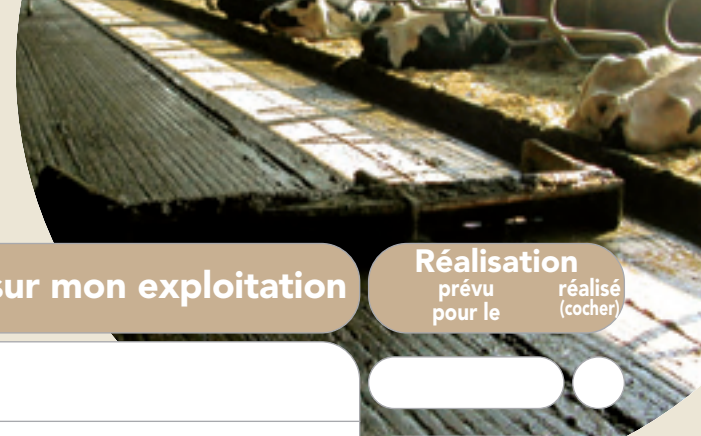 sur mon exploitation
Réalisation
prévu
pour le
réalisé
(cocher)